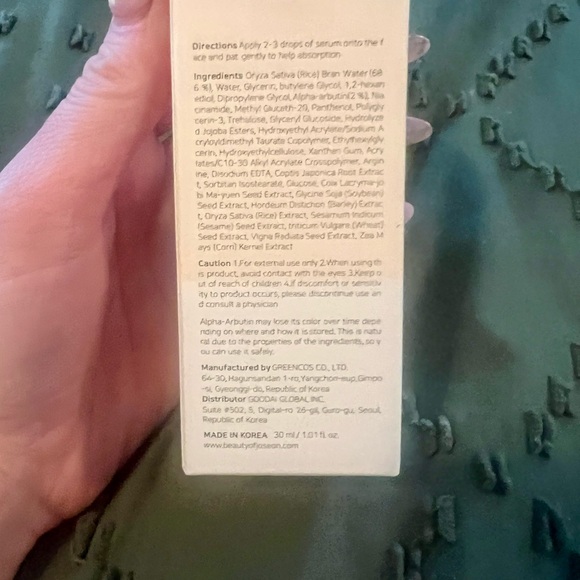 Directions Apply 2-3 drops of serum onto the f
ace and pat gently to help absorption
Ingredients Oryza Sativa (Rice) Bran Water(68
6 %), Water, Glycerin, butylene Glycol, 1,2-hexan
ediol, Dipropylene Glycol, Alpha-arbutin(2 %), Nia
cinamide, Methyl Gluceth-20, Panthenol, Polygly
cerin-3, Trehalose, Glyceryl Glucoside, Hydrolyze
d Jojoba Esters, Hydroxyethyl Acrylate/Sodium A
cryloyldimethyl Taurate Copolymer, Ethylhexylgly
cerin, Hydroxyethylcellulose, Xanthan Gum, Acry
lates/C10-30 Alkyl Acrylate Crosspolymer, Argin
ine, Disodium EDTA, Coptis Japonica Root Extrac
t, Sorbitan Isostearate, Glucose, Coix Lacryma-jo
bi Ma-yuen Seed Extract, Glycine Soja (Soybean)
Seed Extract, Hordeum Distichon (Barley) Extrac
t, Oryza Sativa (Rice) Extract, Sesamum Indicum
(Sesame) Seed Extract, triticum Vulgare (Wheat)
Seed Extract, Vigna Radiata Seed Extract, Zea M
ays (Corn) Kernel Extract
Caution 1.For external use only 2.When using th
is product, avoid contact with the eyes 3.Keep o
ut of reach of children 4.if discomfort or sensitiv
ity to product occurs, please discontinue use an
d consult a physician
Alpha-Arbutin may lose its color over time depe
nding on where and how it is stored. This is natu
ral due to the properties of the ingredients, so y
ou can use it safely.
Manufactured by GREENCOS CO., LTD.
64-30, Hagunsandan 1-ro, Yangchon-eup, Gimpo
-si, Gyeonggi-do, Republic of Korea
Distributor GOODAI GLOBAL INC.
Suite #502, 5, Digital-ro 26-gil, Guro-gu, Seoul,
Republic of Korea
MADE IN KOREA 30 ml / 1.01 fl. oz.
www.beautyofjoseon.com